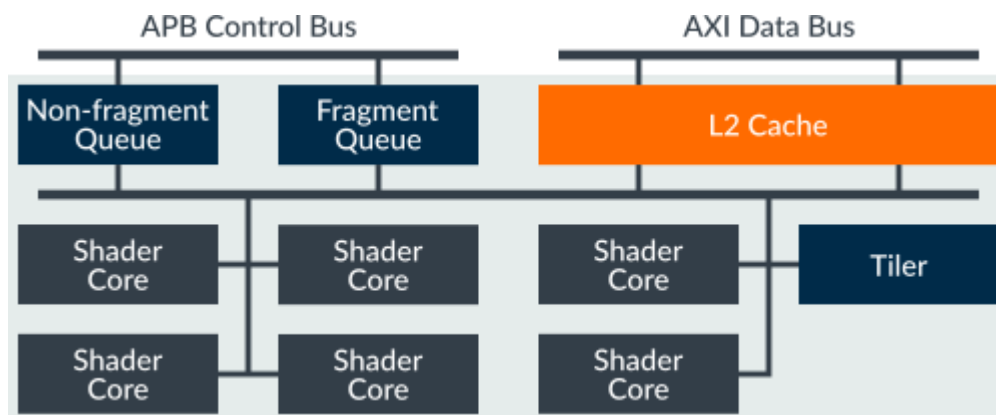 APB Control Bus
AXI Data Bus
Non-fragment
Queue
Fragment
Queue
L2 Cache
Shader
Core
Shader
Core
Shader
Core
Tiler
Shader
Core
Shader
Core
Shader
Core